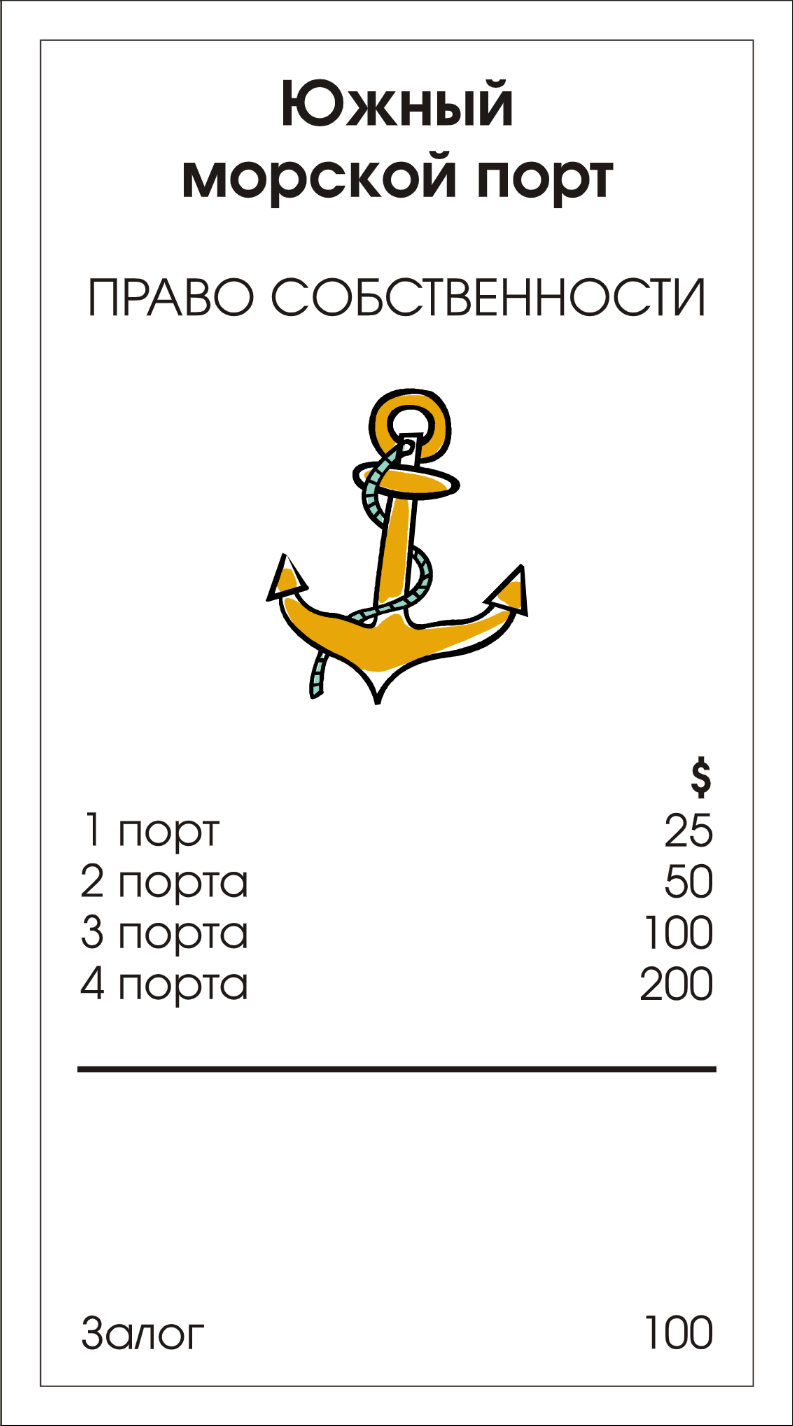 Южный
морской порт
ПРАВО СОБСТВЕННОСТИ
$
1 порт 25
2 порта 50
3 порта 100
4 порта 200
Залог 100